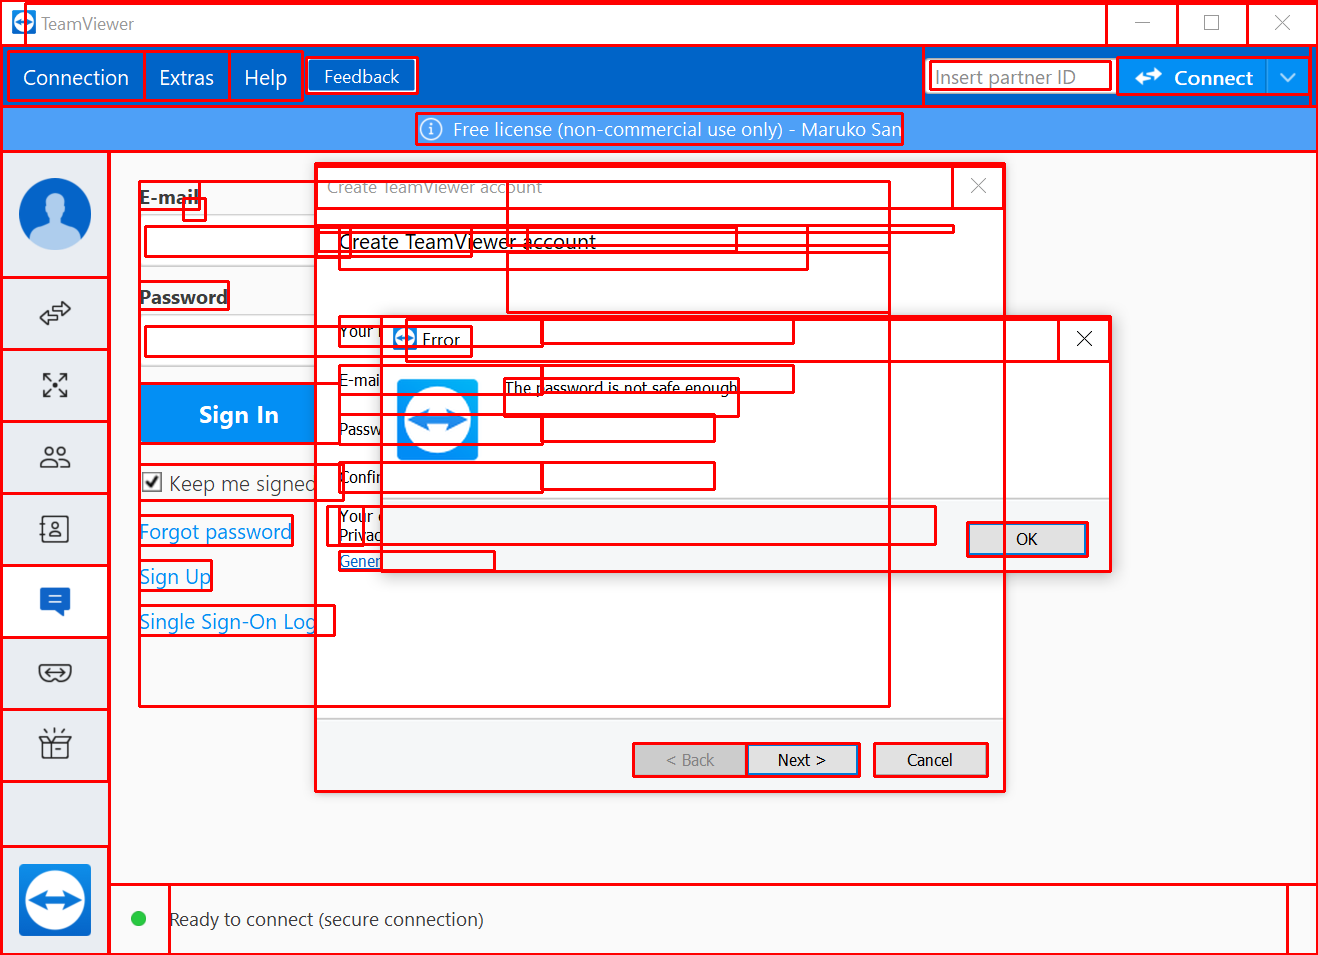 TeamViewer
Connection Extras Help Feedback
Insert partner ID Connect
Free license (non-commercial use only) - Maruko San
E-mail
Password
Sign In
Keep me signed
Forgot password
Sign Up
Single Sign-On Log
Create TeamViewer account
Create TeamViewer account
Your
E-mai
Passw
Confir
Your
Privac
Gener
Error
The password is not safe enough
OK
< Back Next > Cancel
Ready to connect (secure connection)